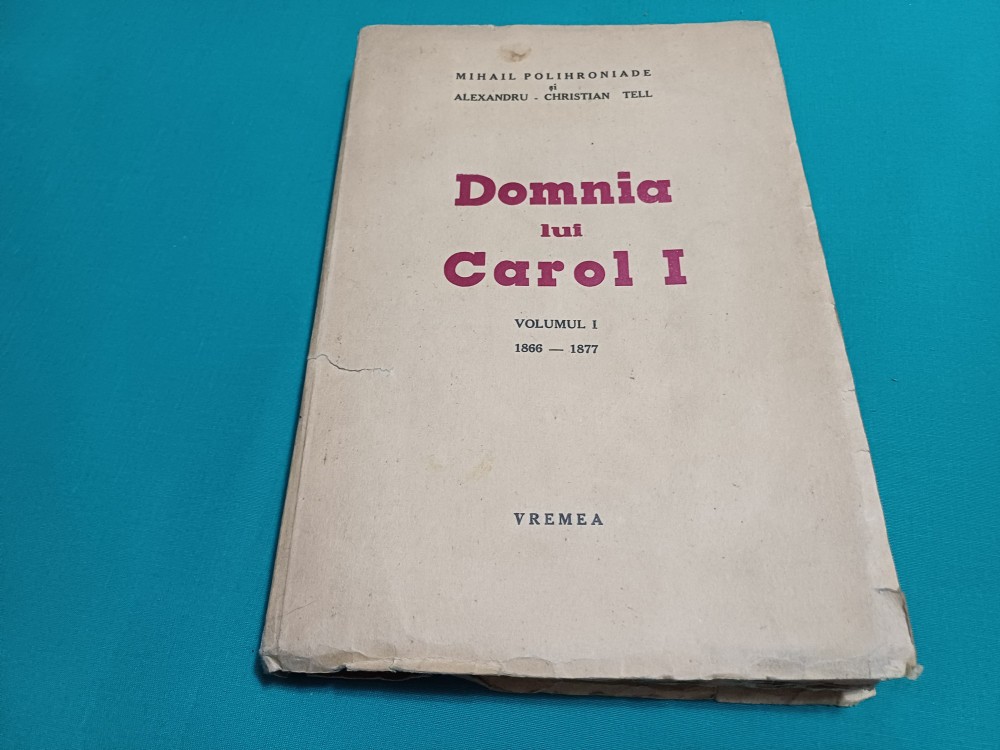 MIHAIL POLIHRONIADE
și
ALEXANDRU - CHRISTIAN TELL
Domnia
lui
Carol I
VOLUMUL I
1866 — 1877
VREMEA